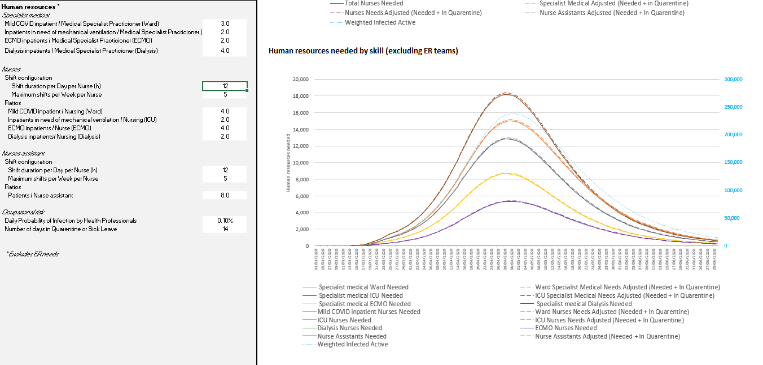 Human resources *
Specialist medical
Mild COVID inpatient / Medical Specialist Practicioner (Ward) 3.0
Inpatients in need of mechanical ventilation / Medical Specialist Practicioner ( 2.0
ECMO inpatients / Medical Specialist Practicioner (ECMO) 2.0
Dialysis inpatients / Medical Specialist Practicioner (Dialysis) 4.0
Nurses
Shift configuration
Shift duration per Day per Nurse (h) 12
Maximum shifts per Week per Nurse 5
Ratios
Mild COVID inpatient / Nursing (Ward) 4.0
Inpatients in need of mechanical ventilation / Nursing (ICU) 2.0
ECMO inpatients / Nurse (ECMO) 4.0
Dialysis inpatients / Nursing (Dialysis) 2.0
Nurses-assistant
Shift configuration
Shift duration per Day per Nurse (h) 12
Maximum shifts per Week per Nurse 5
Ratios
Patients / Nurse assistant 8.0
Occupational risk
Daily Probability of Infection by Health Professionals 0.10%
Number of days in Quarantine or Sick Leave 14
*Excludes ER needs
Total Nurses Needed
Specialist Medical Adjusted (Needed + In Quarentine)
Nurses Needs Adjusted (Needed + In Quarentine)
Nurse Assistants Adjusted (Needed + In Quarentine)
Weighted Infected Active
Human resources needed by skill (excluding ER teams)
Human resources needed
20,000
18,000
16,000
14,000
12,000
10,000
8,000
6,000
4,000
2,000
0
300,000
250,000
200,000
150,000
100,000
50,000
0
Specialist medical Ward Needed
Ward Specialist Medical Needs Adjusted (Needed + In Quarentine)
Specialist medical ICU Needed
ICU Specialist Medical Needs Adjusted (Needed + In Quarentine)
Specialist medical ECMO Needed
Specialist medical Dialysis Needed
Mild COVID Inpatient Nurses Needed
Ward Nurses Needs Adjusted (Needed + In Quarentine)
ICU Nurses Needed
ICU Nurses Needs Adjusted (Needed + In Quarentine)
Dialysis Nurses Needed
ECMO Nurses Needed
Nurse Assistants Needed
Nurse Assistants Adjusted (Needed + In Quarentine)
Weighted Infected Active